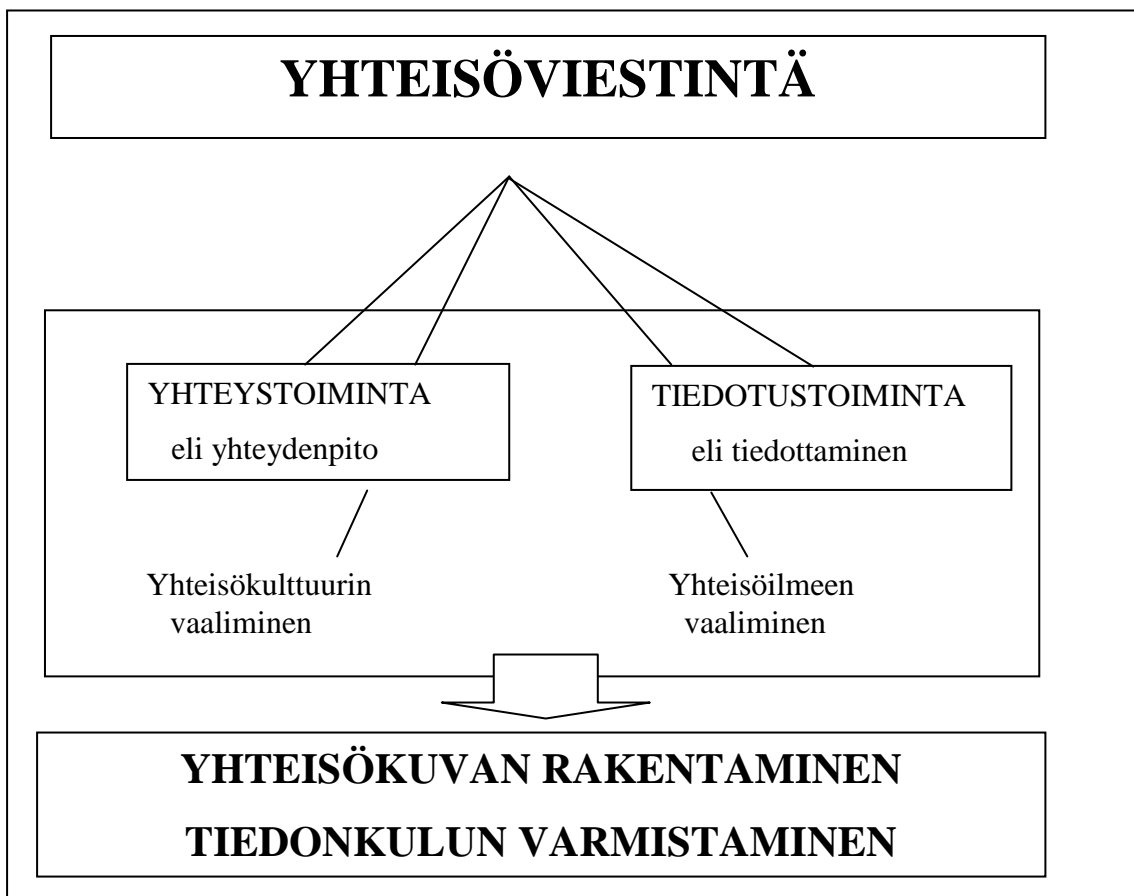 YHTEISÖVIESTINTÄ
YHTEYSTOIMINTA
eli yhteydenpito
TIEDOTUSTOIMINTA
eli tiedottaminen
Yhteisökulttuurin
vaaliminen
Yhteisöilmeen
vaaliminen
YHTEISÖKUVAN RAKENTAMINEN
TIEDONKULUN VARMISTAMINEN